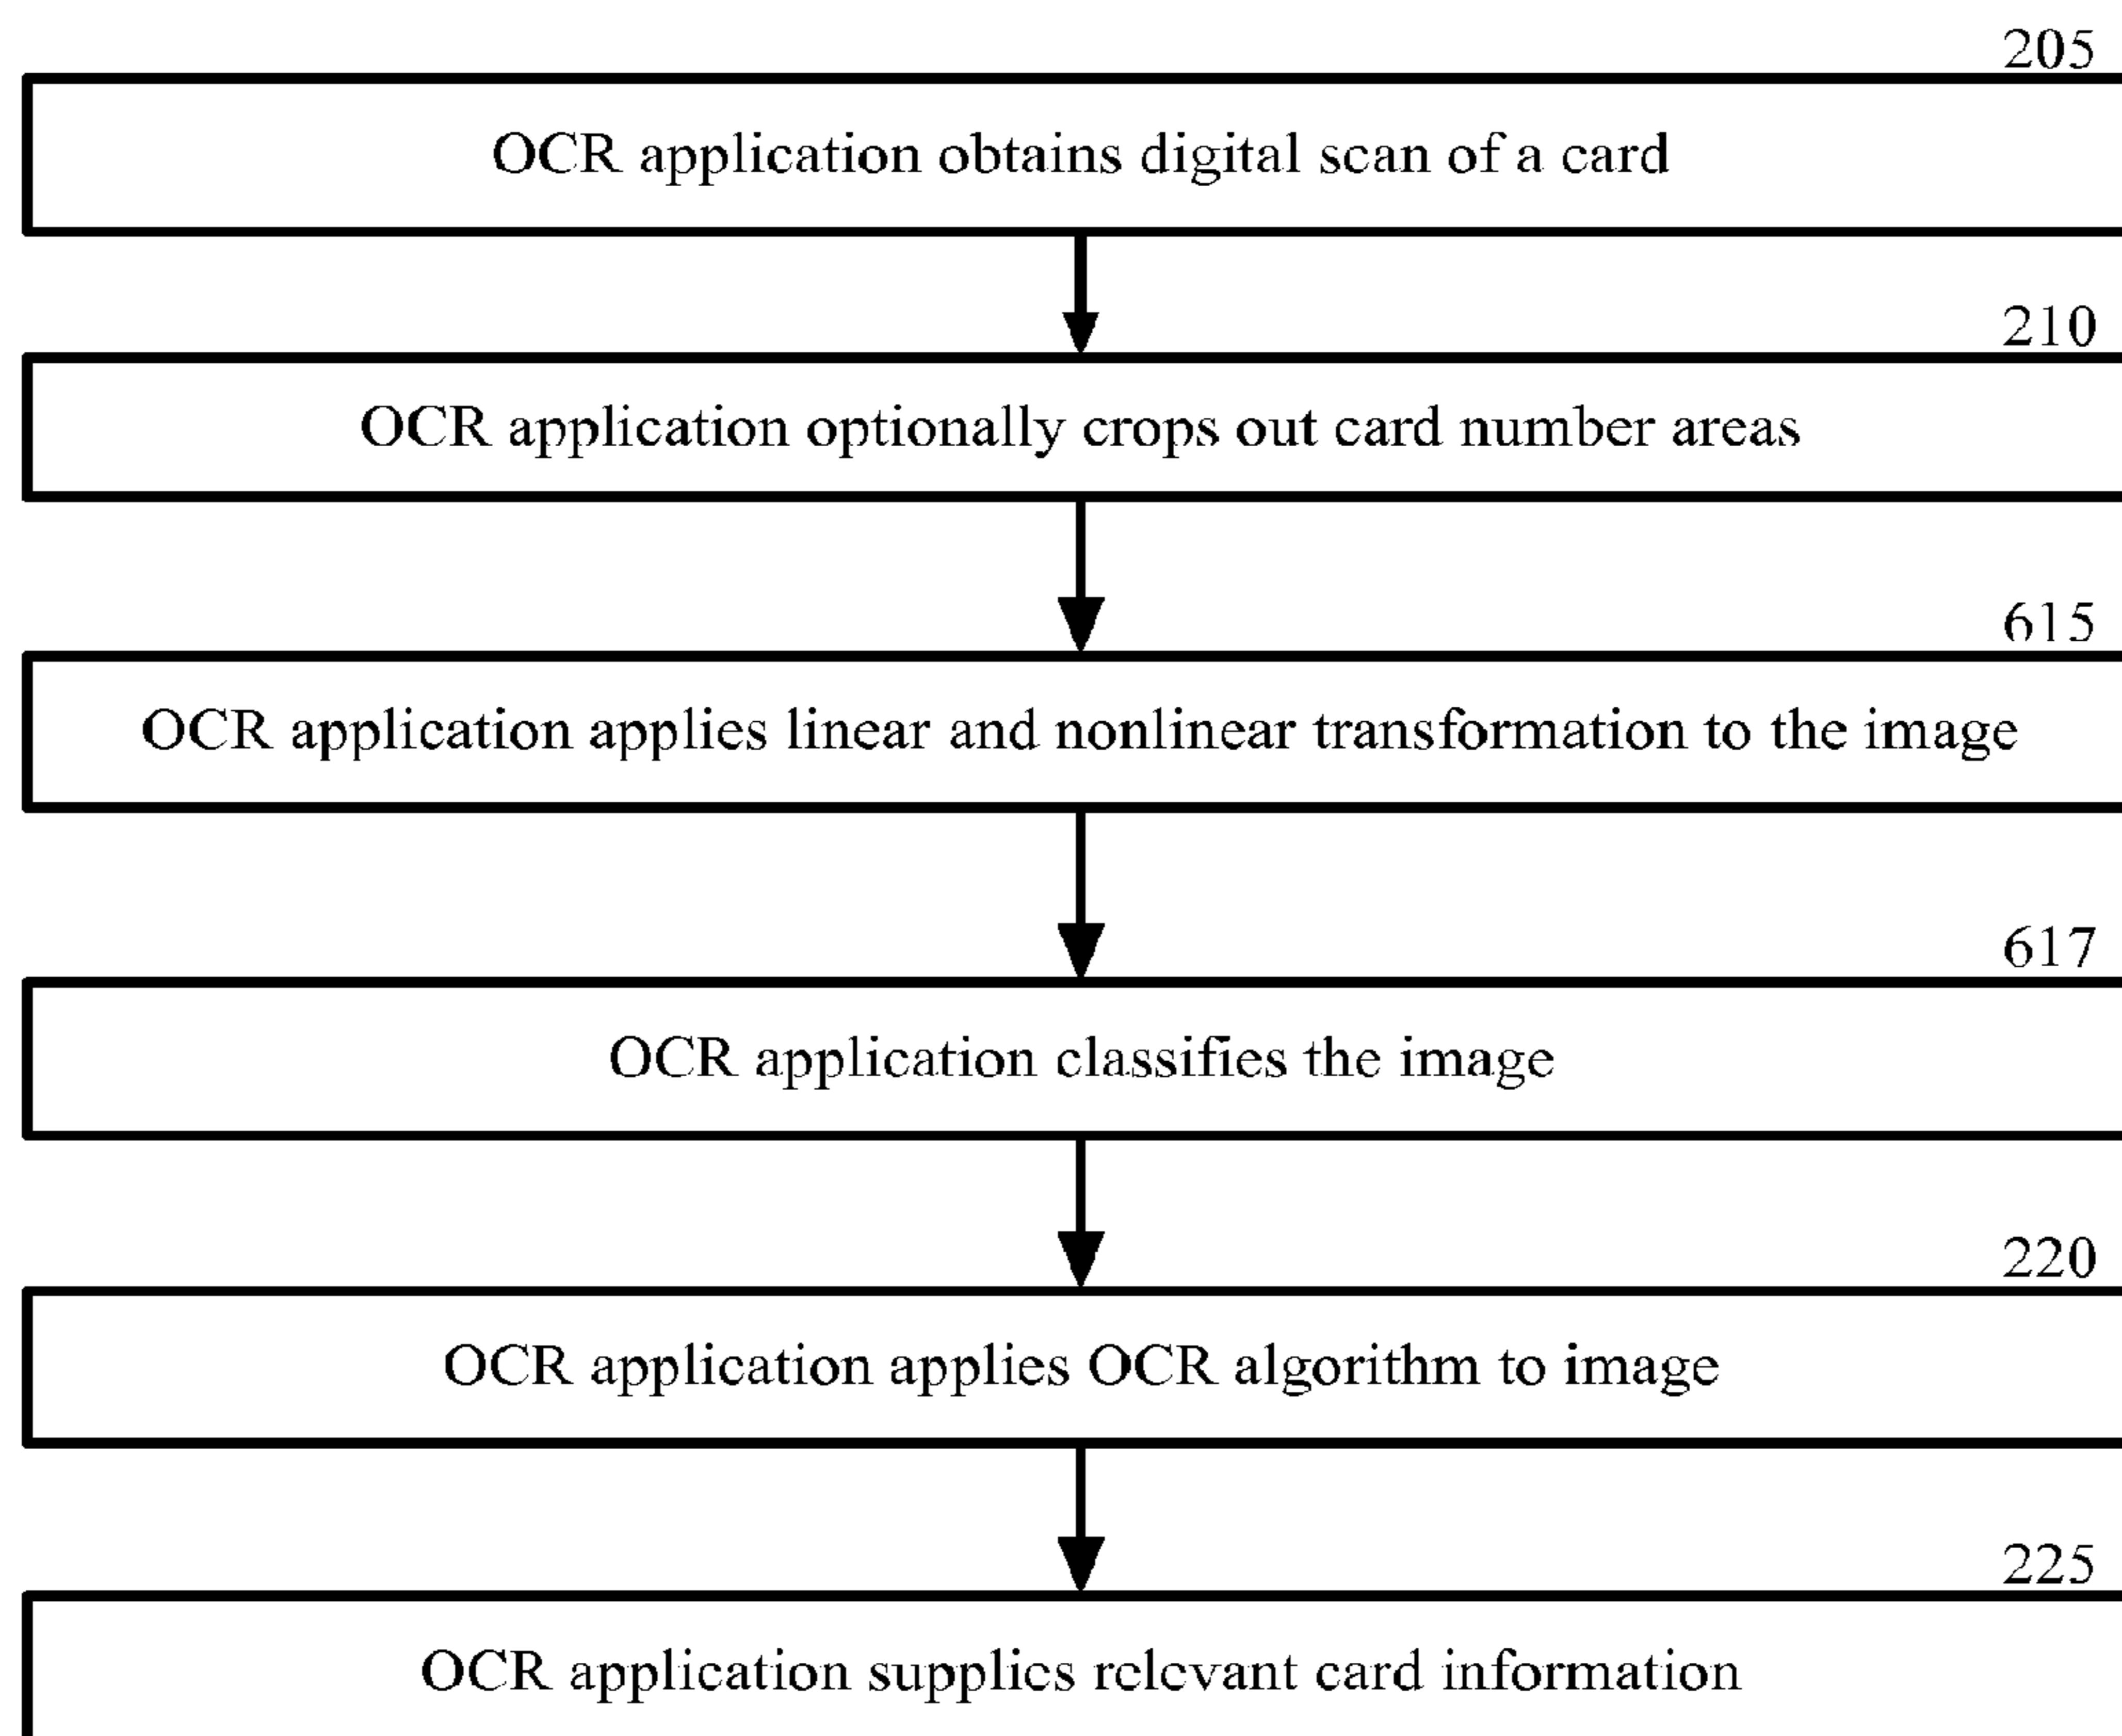 205
OCR application obtains digital scan of a card
210
OCR application optionally crops out card number areas
615
OCR application applies linear and nonlinear transformation to the image
617
OCR application classifies the image
220
OCR application applies OCR algorithm to image
225
OCR application supplies relevant card information